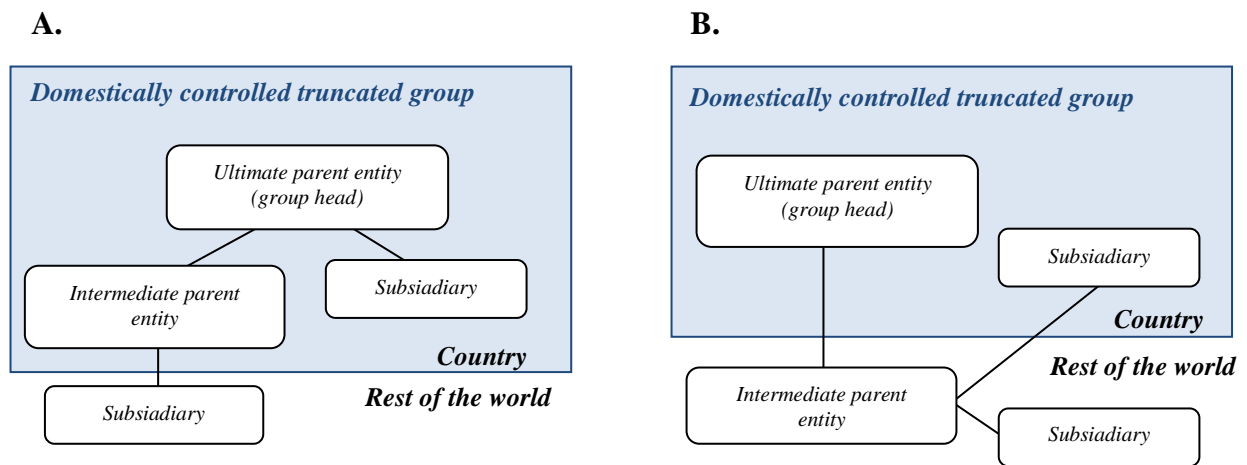 A.
Domestically controlled truncated group
Ultimate parent entity
(group head)
Intermediate parent
entity
Subsiadiary
Country
Rest of the world
Subsiadiary
B.
Domestically controlled truncated group
Ultimate parent entity
(group head)
Subsiadiary
Country
Rest of the world
Intermediate parent
entity
Subsiadiary